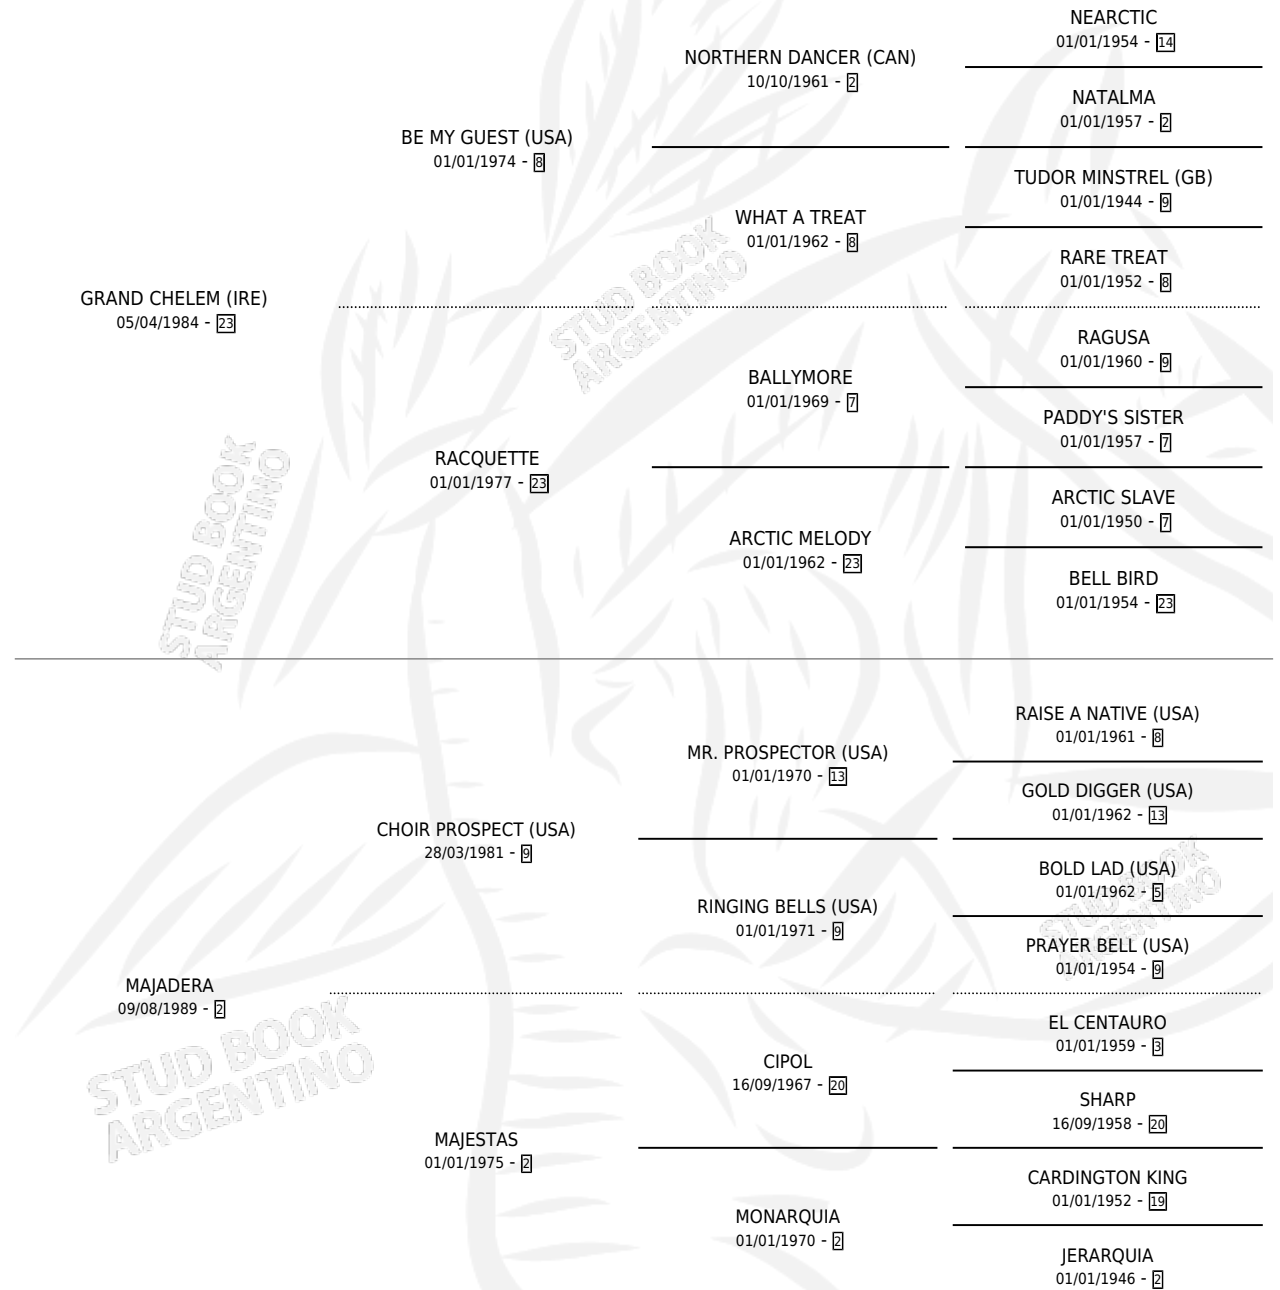 NEARCTIC
01/01/1954 - 14
NORTHERN DANCER (CAN)
10/10/1961 - 2
NATALMA
01/01/1957 - 2
BE MY GUEST (USA)
01/01/1974 - 8
TUDOR MINSTREL (GB)
01/01/1944 - 9
WHAT A TREAT
01/01/1962 - 8
RARE TREAT
01/01/1952 - 8
GRAND CHELEM (IRE)
05/04/1984 - 23
STUD BOOK
ARGENTINO
RAGUSA
01/01/1960 - 9
BALLYMORE
01/01/1969 - 7
PADDY'S SISTER
01/01/1957 - 7
RACQUETTE
01/01/1977 - 23
ARCTIC SLAVE
01/01/1950 - 7
ARCTIC MELODY
01/01/1962 - 23
BELL BIRD
01/01/1954 - 23
STUD BOOK
ARGENTINO
RAISE A NATIVE (USA)
01/01/1961 - 8
MR. PROSPECTOR (USA)
01/01/1970 - 13
GOLD DIGGER (USA)
01/01/1962 - 13
CHOIR PROSPECT (USA)
28/03/1981 - 9
BOLD LAD (USA)
01/01/1962 - 5
STUD BOOK
ARGENTINO
RINGING BELLS (USA)
01/01/1971 - 9
PRAYER BELL (USA)
01/01/1954 - 9
MAJADERA
09/08/1989 - 2
STUD BOOK
ARGENTINO
EL CENTAURO
01/01/1959 - 3
CIPOL
16/09/1967 - 20
SHARP
16/09/1958 - 20
MAJESTAS
01/01/1975 - 2
CARDINGTON KING
01/01/1952 - 19
MONARQUIA
01/01/1970 - 2
JERARQUIA
01/01/1946 - 2